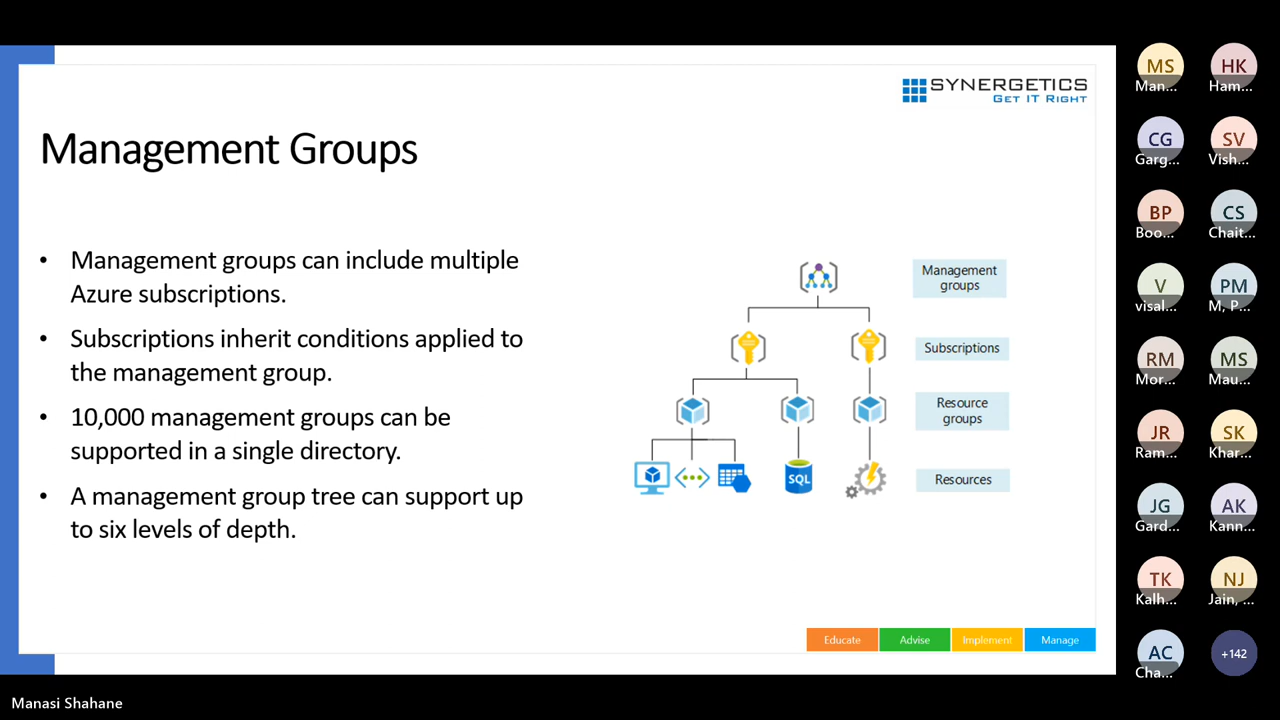 SYNERGETICS
GET IT RIGHT
Management Groups
• Management groups can include multiple
Azure subscriptions.
• Subscriptions inherit conditions applied to
the management group.
• 10,000 management groups can be
supported in a single directory.
• A management group tree can support up
to six levels of depth.
Management
groups
Subscriptions
Resource
groups
Resources
SQL
Educate
Advise
Implement
Manage
MS
Man...
HK
Ham...
CG
Garg...
SV
Vish...
BP
Boo...
CS
Chait...
V
visal...
PM
M, P...
RM
Mor...
MS
Mau...
JR
Ram...
SK
Khar...
JG
Gard...
AK
Kann...
TK
Kalh...
NJ
Jain, ...
AC
Cha...
+142
Manasi Shahane